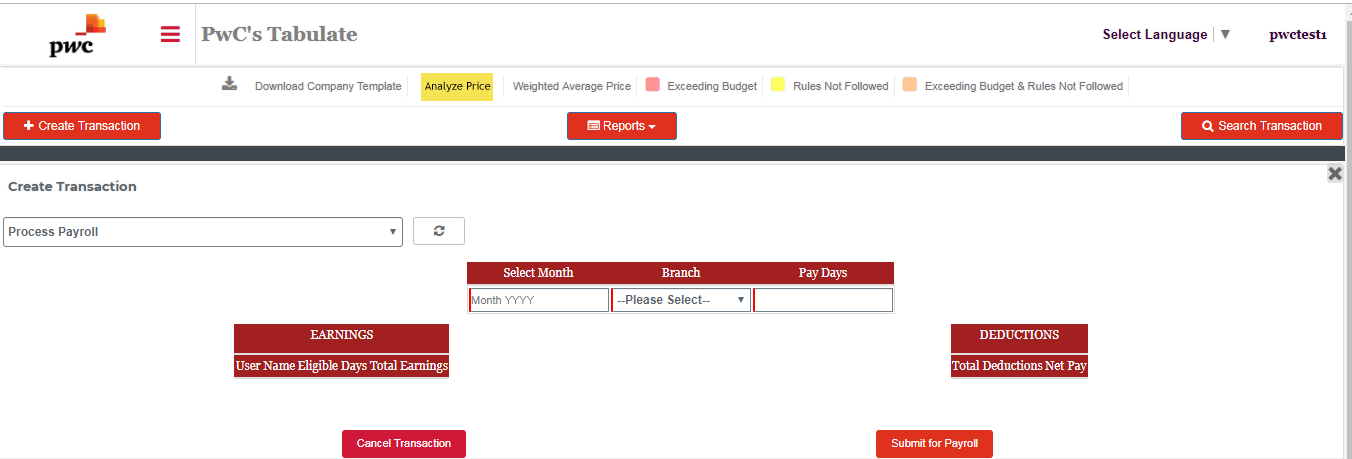 pwc
PwC's Tabulate
Select Language ▼
pwctest1
Download Company Template
Analyze Price
Weighted Average Price
Exceeding Budget
Rules Not Followed
Exceeding Budget & Rules Not Followed
Create Transaction
Reports
Search Transaction
Create Transaction
Process Payroll
Select Month Branch Pay Days
Month YYYY --Please Select--
EARNINGS
User Name Eligible Days Total Earnings
DEDUCTIONS
Total Deductions Net Pay
Cancel Transaction
Submit for Payroll